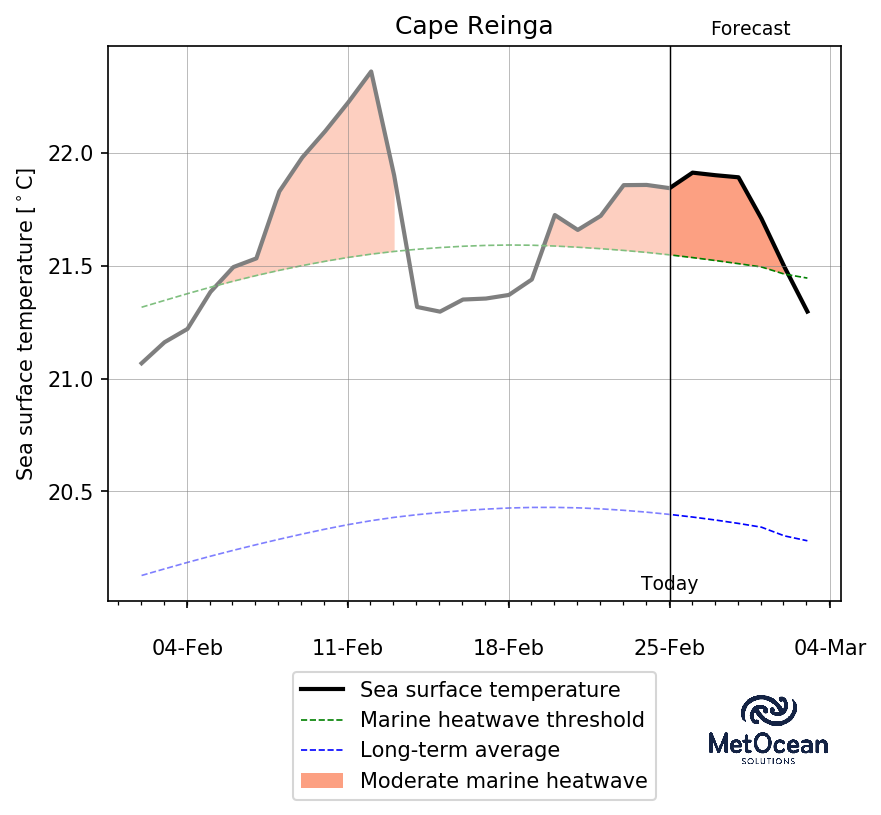 Cape Reinga
Forecast
Sea surface temperature [°C]
22.0
21.5
21.0
20.5
Today
04-Feb 11-Feb 18-Feb 25-Feb 04-Mar
Sea surface temperature
Marine heatwave threshold
Long-term average
Moderate marine heatwave
MetOcean
SOLUTIONS